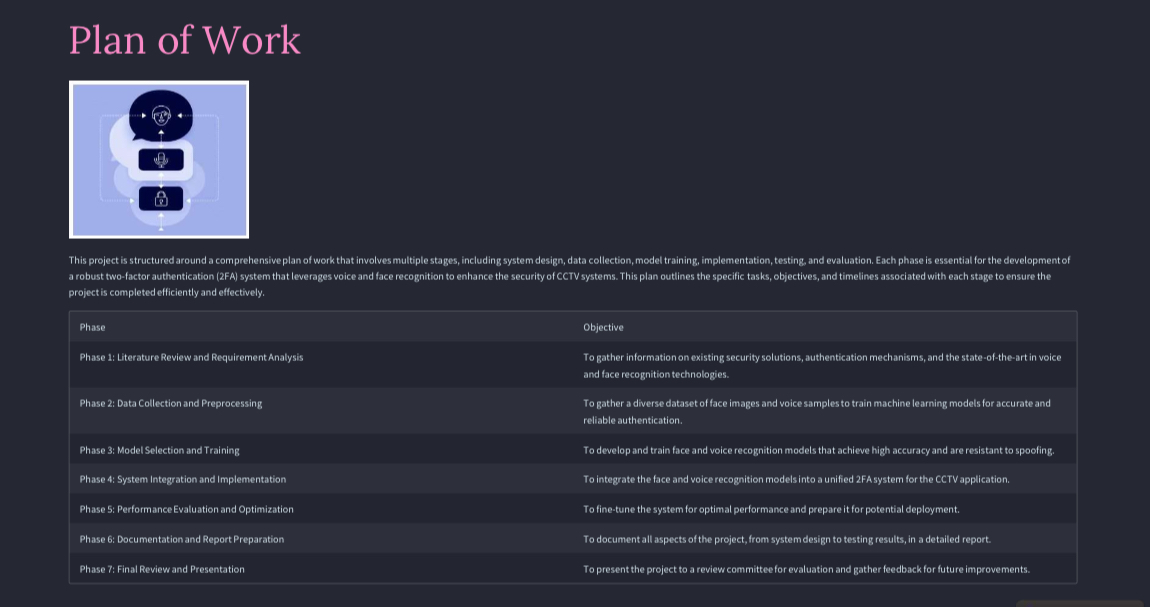 Plan of Work
This project is structured around a comprehensive plan of work that involves multiple stages, including system design, data collection, model training, implementation, testing, and evaluation. Each phase is essential for the development of
a robust two-factor authentication (2FA) system that leverages voice and face recognition to enhance the security of CCTV systems. This plan outlines the specific tasks, objectives, and timelines associated with each stage to ensure the
project is completed efficiently and effectively.
Phase Objective
Phase 1: Literature Review and Requirement Analysis To gather information on existing security solutions, authentication mechanisms, and the state-of-the-art in voice
and face recognition technologies.
Phase 2: Data Collection and Preprocessing To gather a diverse dataset of face images and voice samples to train machine learning models for accurate and
reliable authentication.
Phase 3: Model Selection and Training To develop and train face and voice recognition models that achieve high accuracy and are resistant to spoofing.
Phase 4: System Integration and Implementation To integrate the face and voice recognition models into a unified 2FA system for the CCTV application.
Phase 5: Performance Evaluation and Optimization To fine-tune the system for optimal performance and prepare it for potential deployment.
Phase 6: Documentation and Report Preparation To document all aspects of the project, from system design to testing results, in a detailed report.
Phase 7: Final Review and Presentation To present the project to a review committee for evaluation and gather feedback for future improvements.